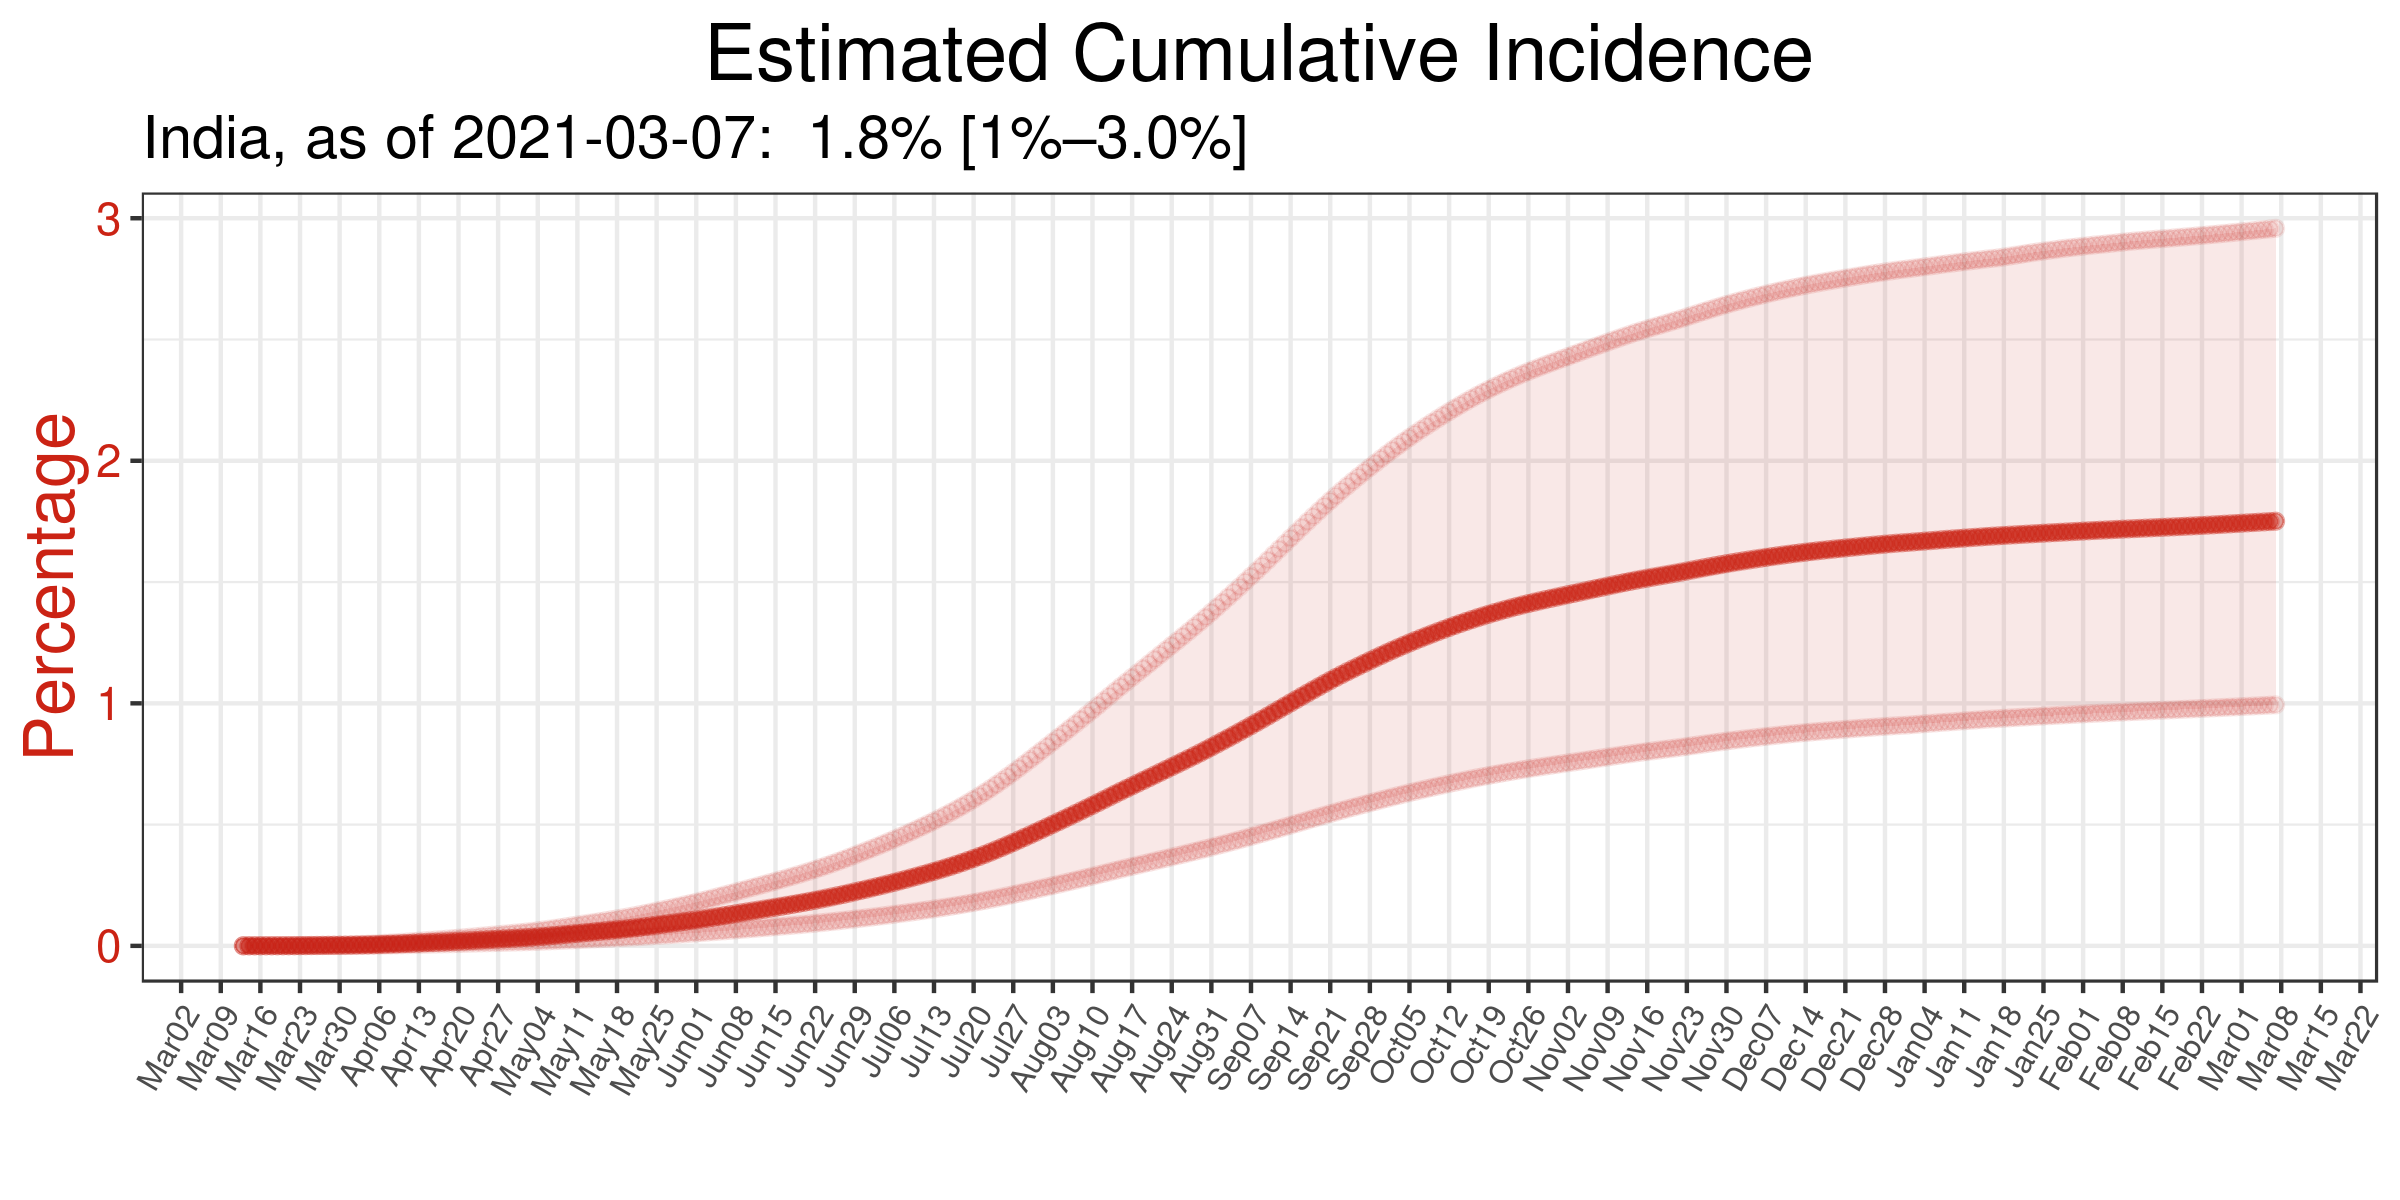 Estimated Cumulative Incidence
India, as of 2021-03-07:  1.8% [1%–3.0%]
Percentage
3
2
1
0
Mar02
Mar09
Mar16
Mar23
Mar30
Apr06
Apr13
Apr20
Apr27
May04
May11
May18
May25
Jun01
Jun08
Jun15
Jun22
Jun29
Jul06
Jul13
Jul20
Jul27
Aug03
Aug10
Aug17
Aug24
Aug31
Sep07
Sep14
Sep21
Sep28
Oct05
Oct12
Oct19
Oct26
Nov02
Nov09
Nov16
Nov23
Nov30
Dec07
Dec14
Dec21
Dec28
Jan04
Jan11
Jan18
Jan25
Feb01
Feb08
Feb15
Feb22
Mar01
Mar08
Mar15
Mar22